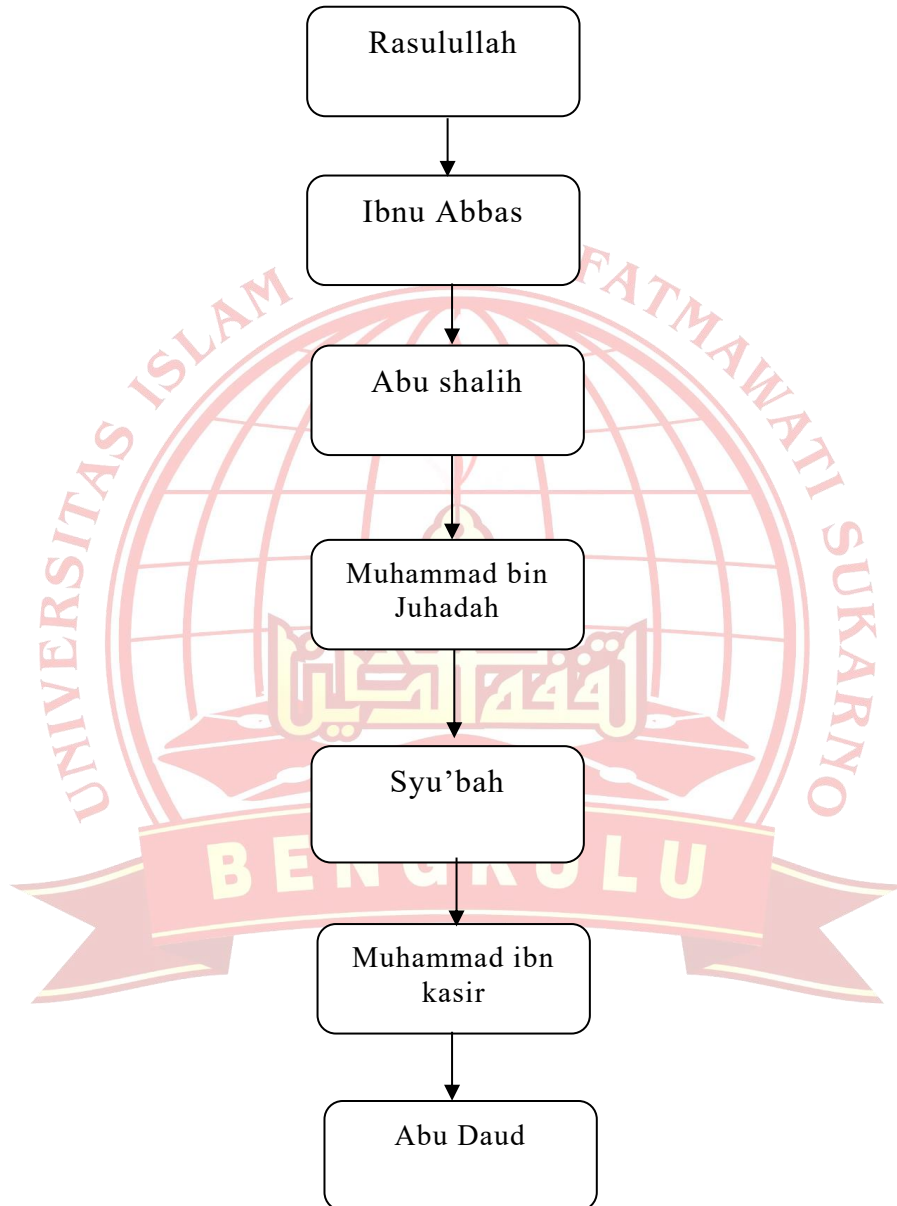 Rasulullah
Ibnu Abbas
Abu shalih
Muhammad bin
Juhadah
Syu’bah
Muhammad ibn
kasir
Abu Daud
UNIVERSITAS ISLAM FATMAWATI SUKARNO
BENGKULU